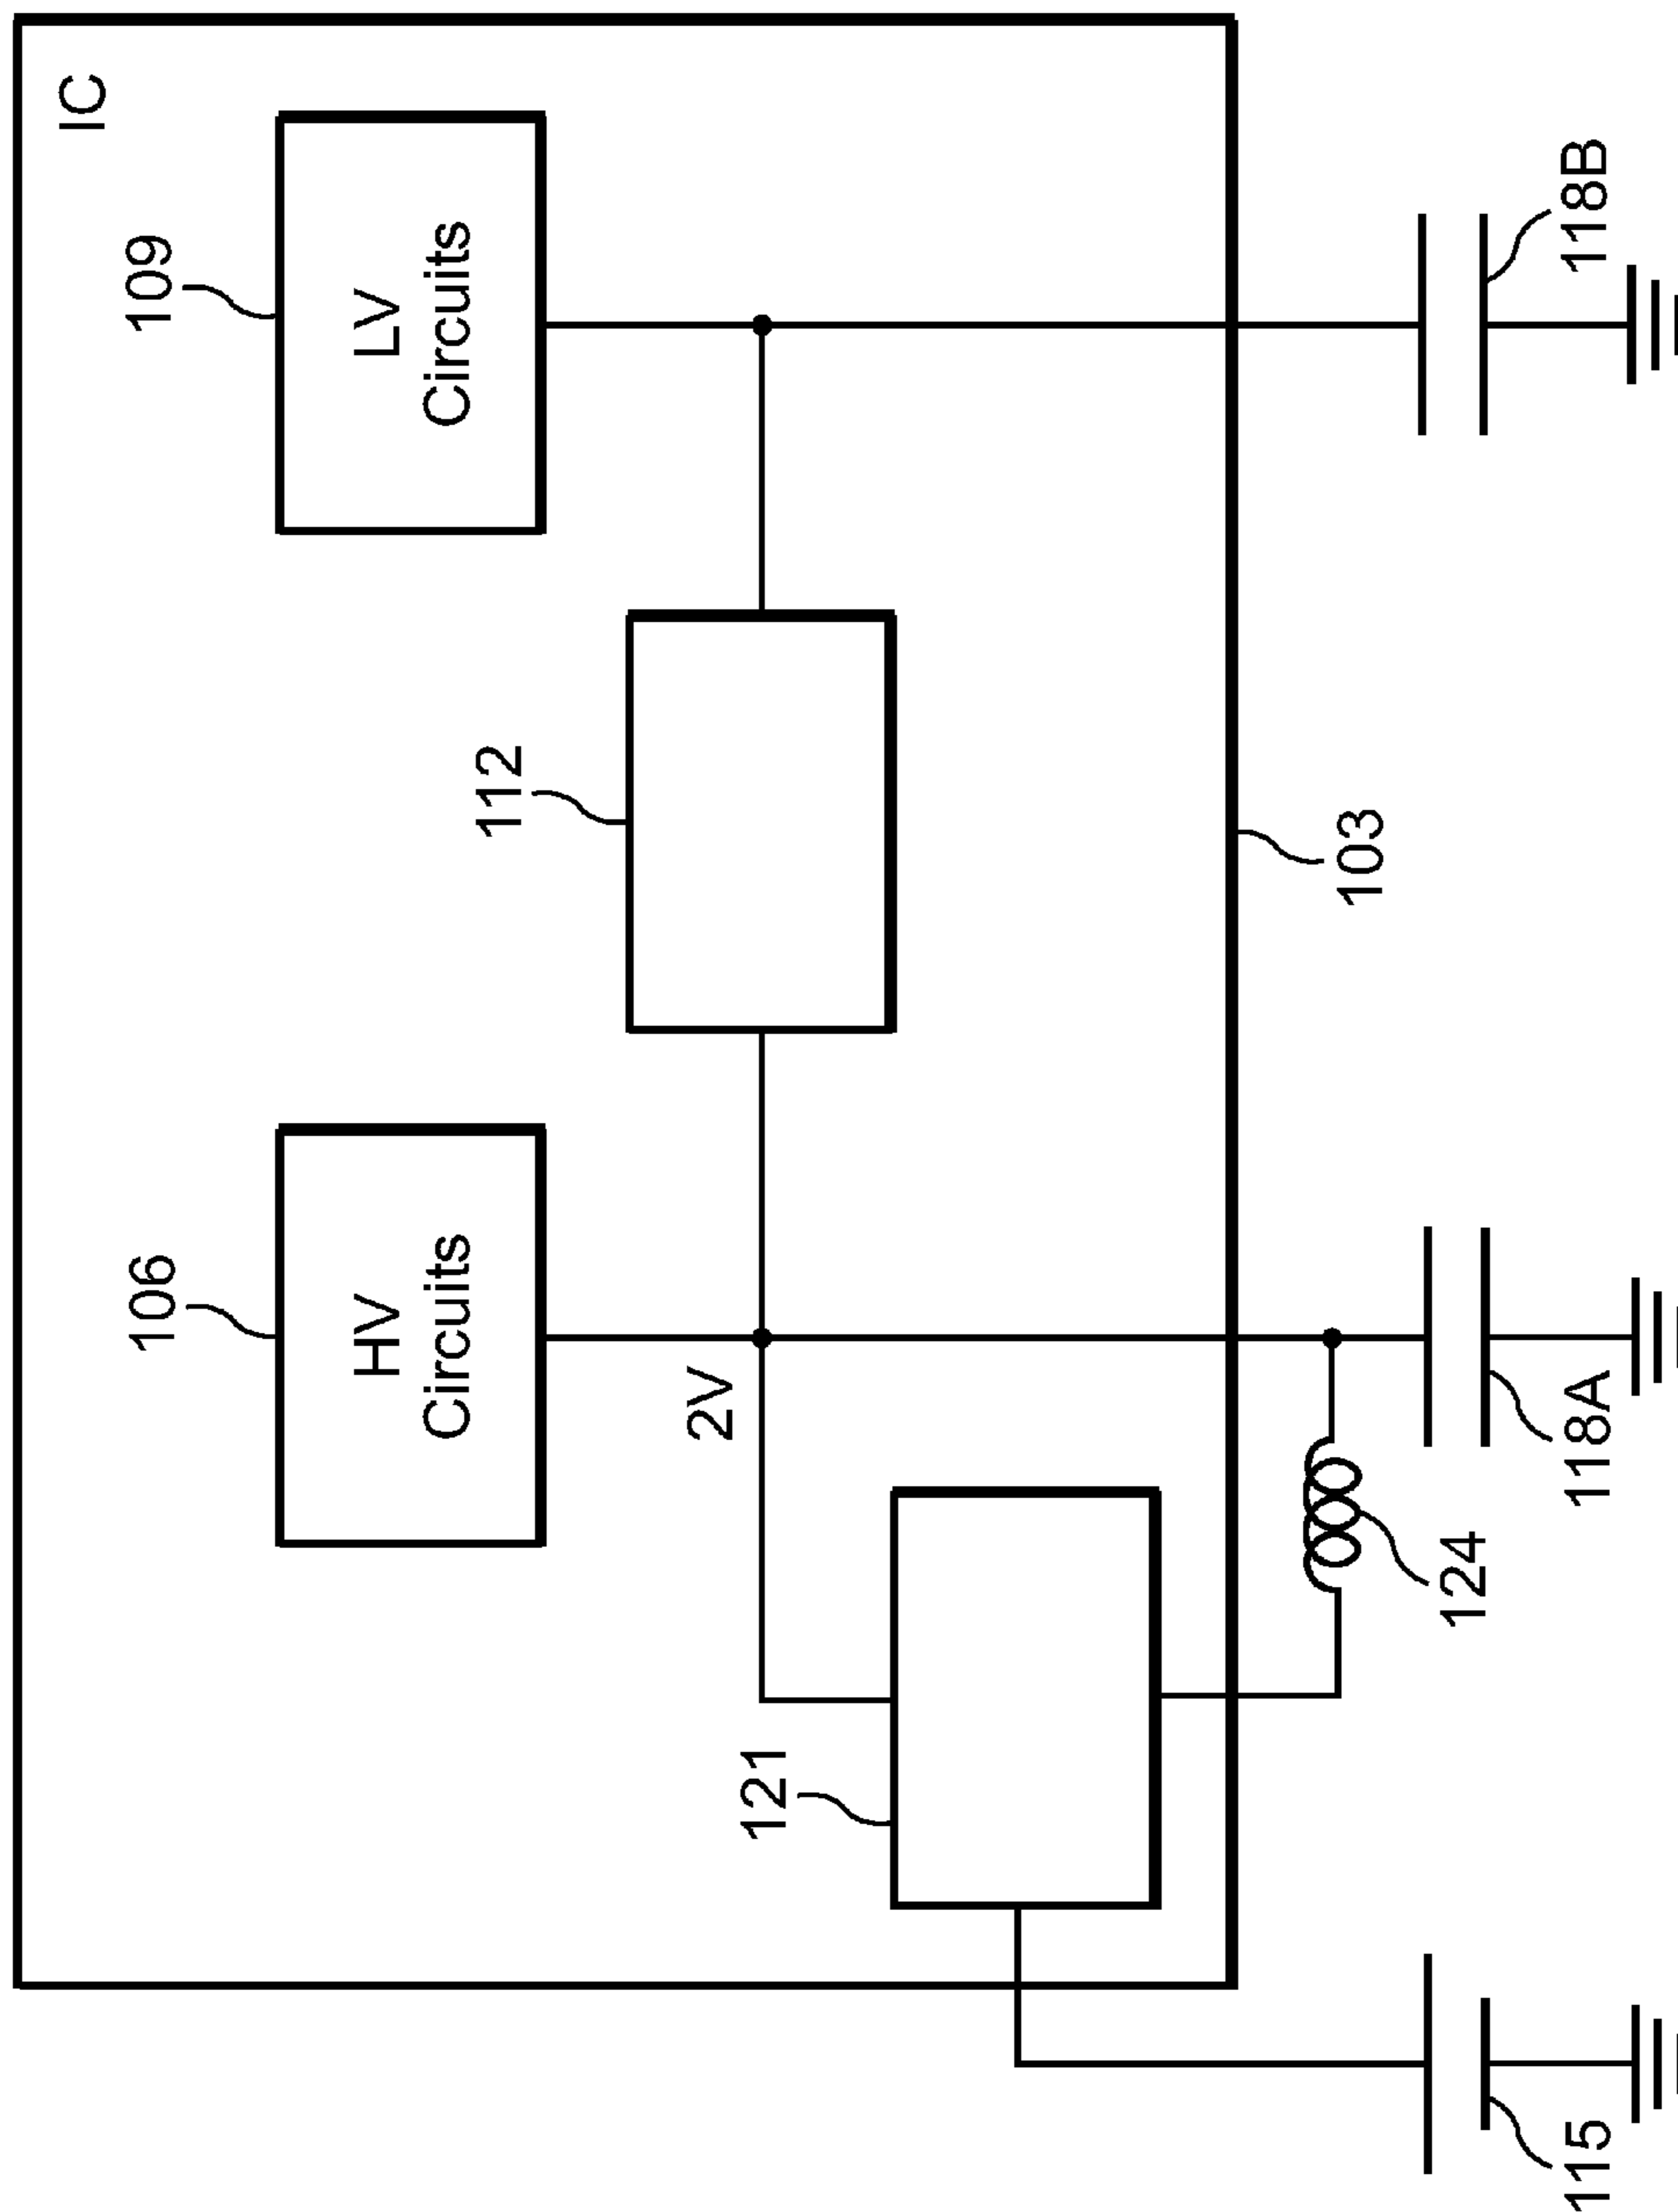 IC
109
LV
Circuits
112
106
HV
Circuits
2V
121
103
118B
118A
124
115